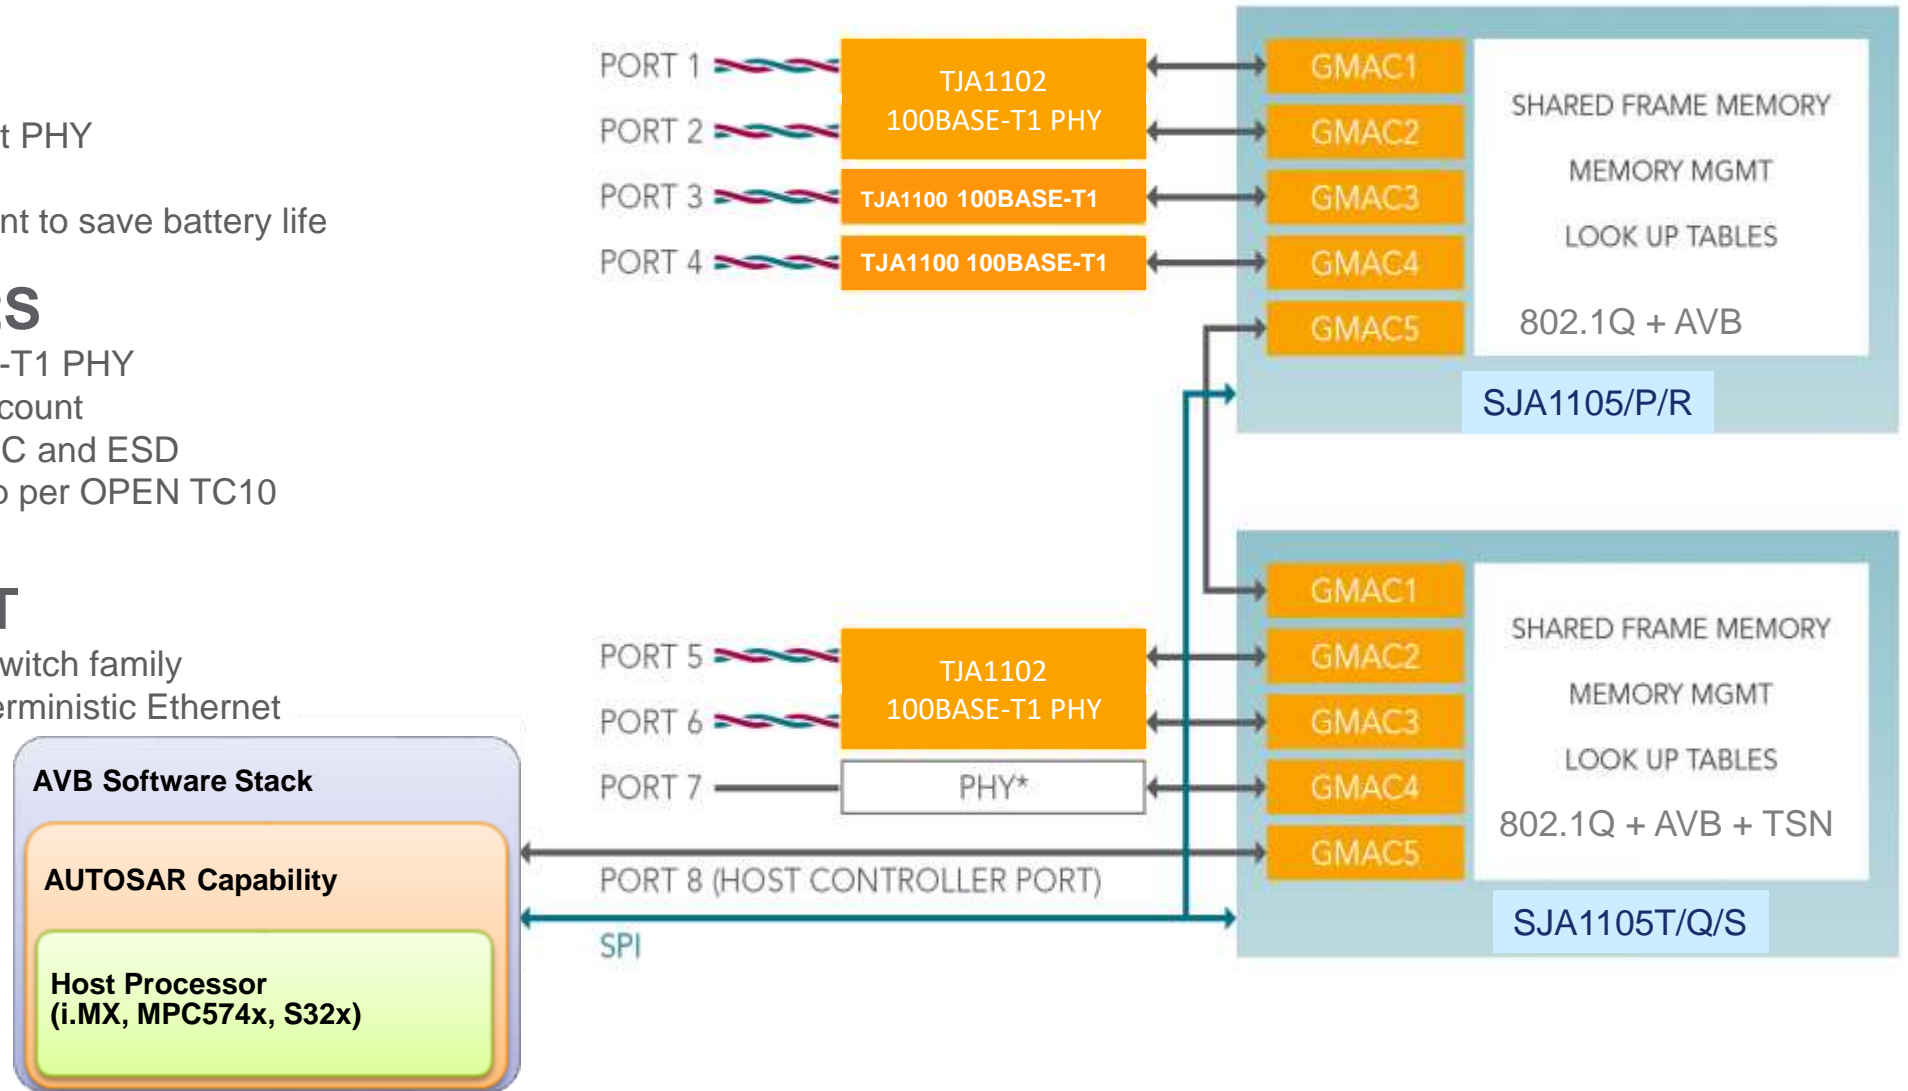 t PHY
nt to save battery life
-T1 PHY
count
C and ESD
per OPEN TC10
T
witch family
erministic Ethernet
AVB Software Stack
AUTOSAR Capability
Host Processor
(i.MX, MPC574x, S32x)
PORT 1
PORT 2
PORT 3
PORT 4
TJA1102
100BASE-T1 PHY
TJA1100 100BASE-T1
TJA1100 100BASE-T1
GMAC1
GMAC2
GMAC3
GMAC4
GMAC5
SHARED FRAME MEMORY
MEMORY MGMT
LOOK UP TABLES
802.1Q + AVB
SJA1105/P/R
PORT 5
PORT 6
PORT 7
TJA1102
100BASE-T1 PHY
PHY*
PORT 8 (HOST CONTROLLER PORT)
SPI
GMAC1
GMAC2
GMAC3
GMAC4
GMAC5
SHARED FRAME MEMORY
MEMORY MGMT
LOOK UP TABLES
802.1Q + AVB + TSN
SJA1105T/Q/S